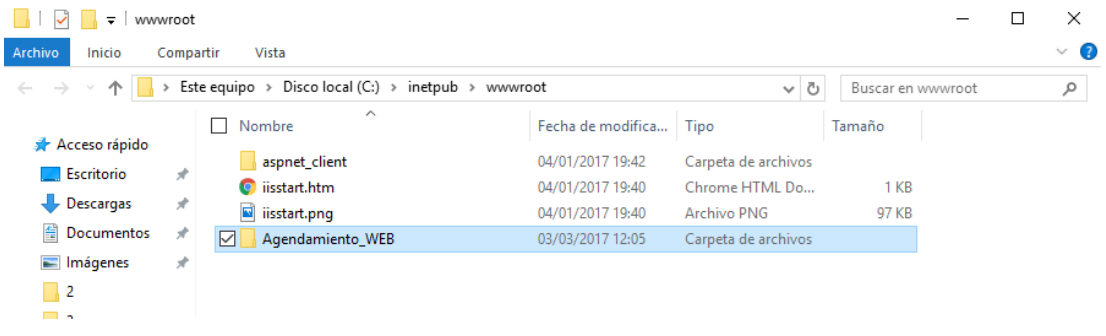 wwwroot
Archivo Inicio Compartir Vista
Este equipo > Disco local (C:) > inetpub > wwwroot Buscar en wwwroot
Nombre Fecha de modifica... Tipo Tamaño
Acceso rápido
aspnet_client 04/01/2017 19:42 Carpeta de archivos
Escritorio
iisstart.htm 04/01/2017 19:40 Chrome HTML Do... 1 KB
Descargas
iisstart.png 04/01/2017 19:40 Archivo PNG 97 KB
Documentos
Agendamiento_WEB 03/03/2017 12:05 Carpeta de archivos
Imágenes
2